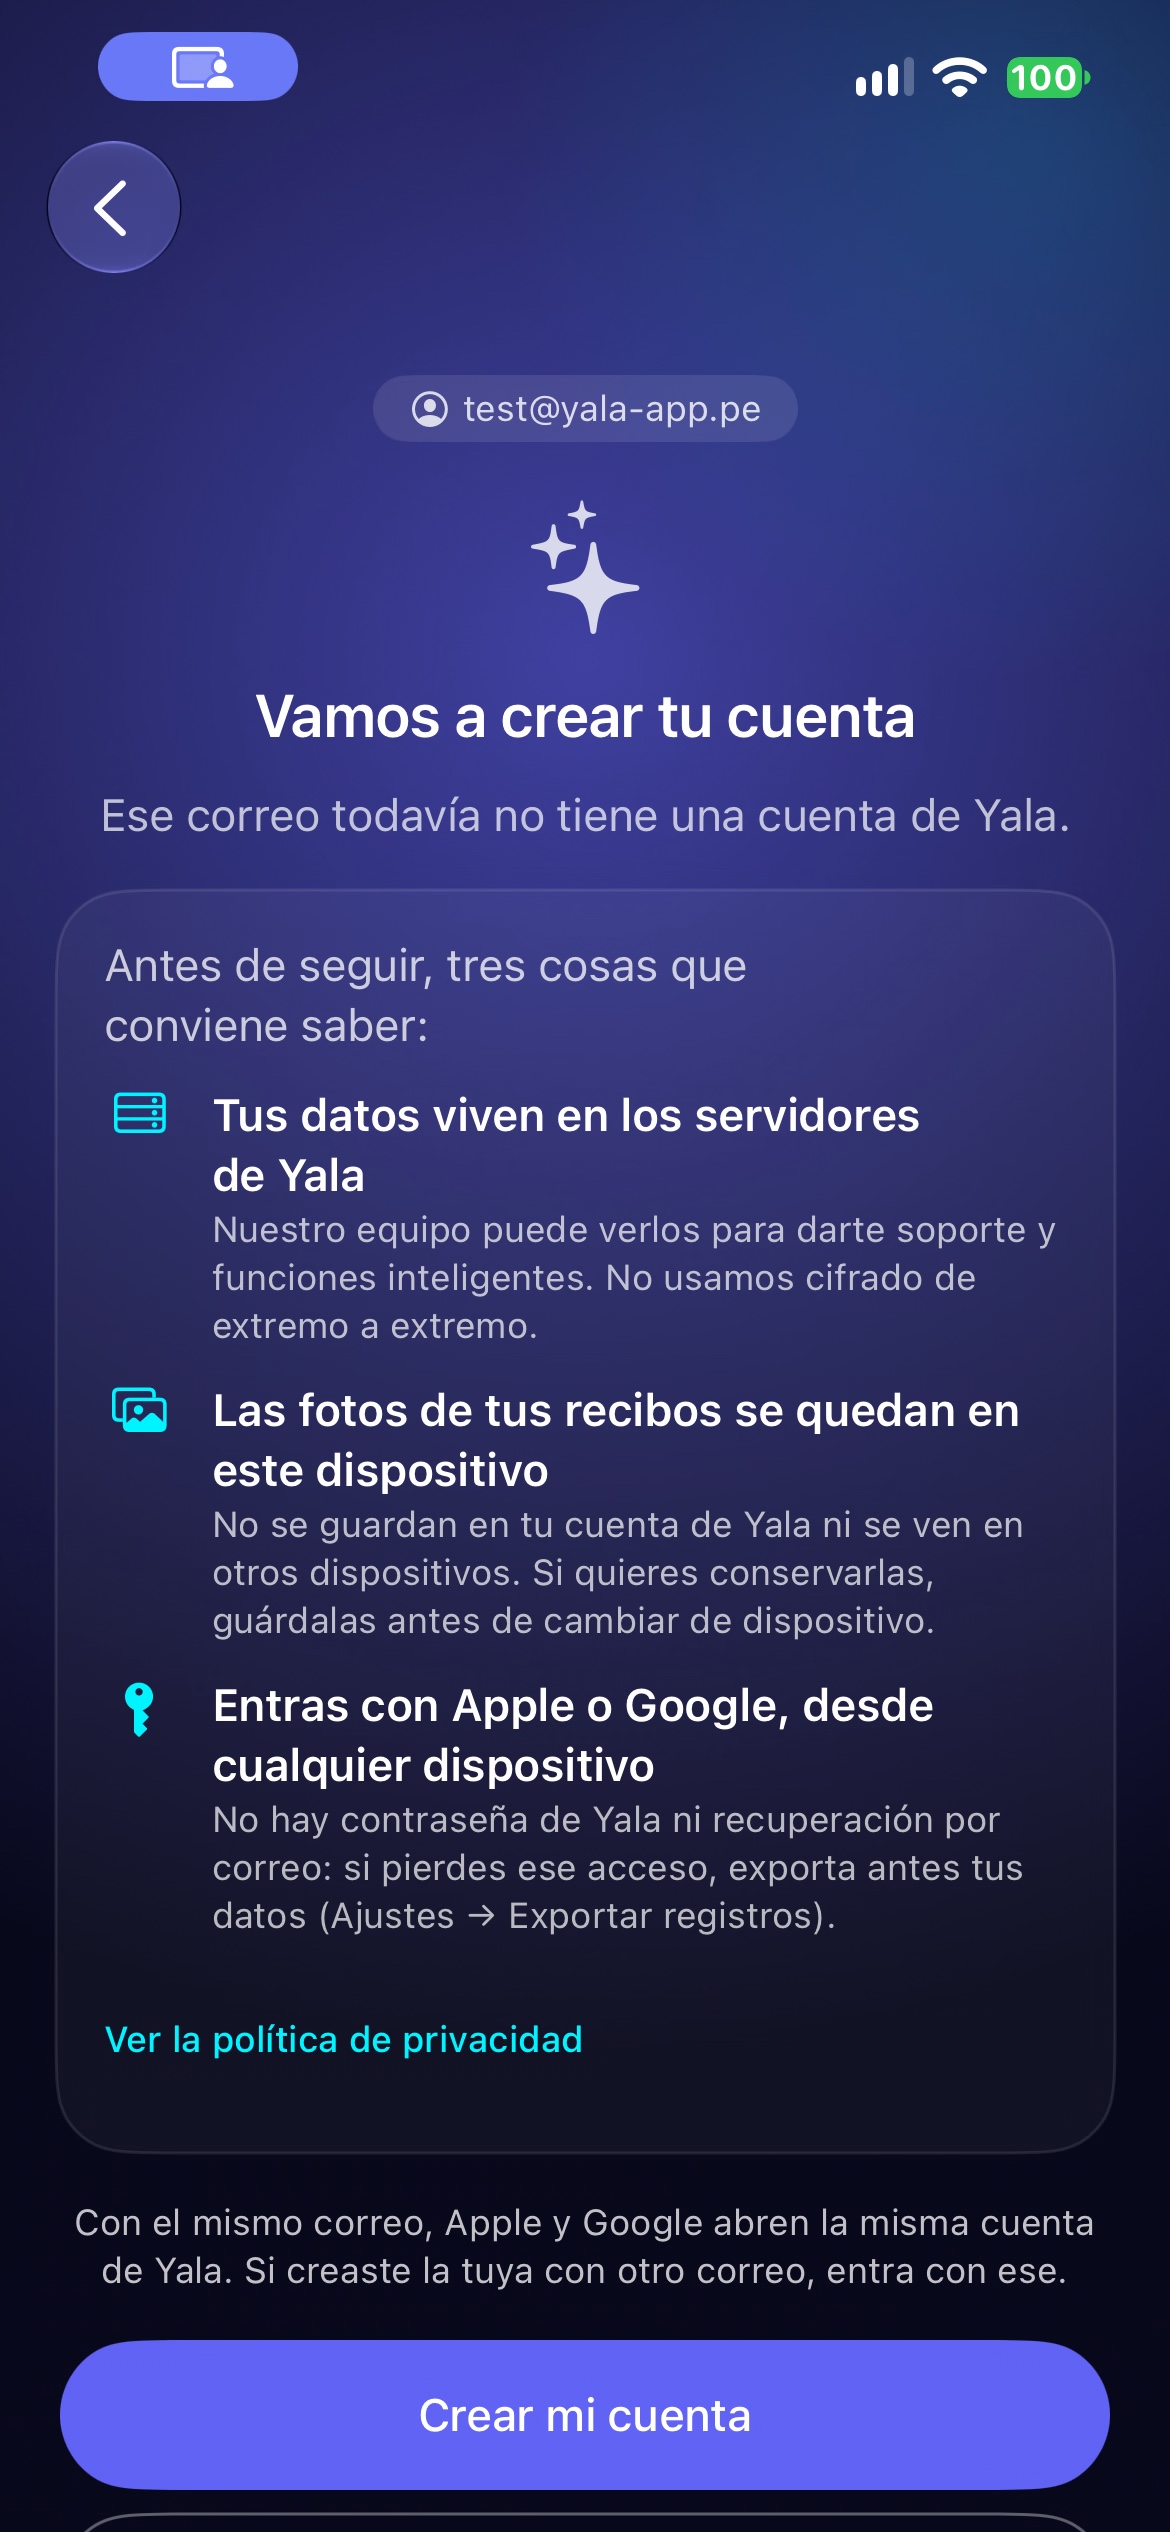 100
test@yala-app.pe
Vamos a crear tu cuenta
Ese correo todavía no tiene una cuenta de Yala.
Antes de seguir, tres cosas que
conviene saber:
Tus datos viven en los servidores
de Yala
Nuestro equipo puede verlos para darte soporte y
funciones inteligentes. No usamos cifrado de
extremo a extremo.
Las fotos de tus recibos se quedan en
este dispositivo
No se guardan en tu cuenta de Yala ni se ven en
otros dispositivos. Si quieres conservarlas,
guárdalas antes de cambiar de dispositivo.
Entras con Apple o Google, desde
cualquier dispositivo
No hay contraseña de Yala ni recuperación por
correo: si pierdes ese acceso, exporta antes tus
datos (Ajustes → Exportar registros).
Ver la política de privacidad
Con el mismo correo, Apple y Google abren la misma cuenta
de Yala. Si creaste la tuya con otro correo, entra con ese.
Crear mi cuenta